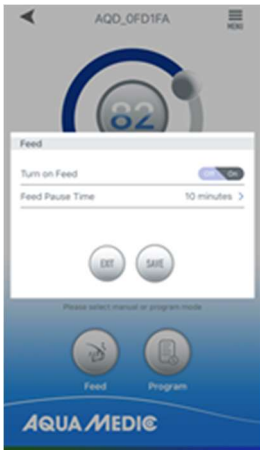 AQD_0FD1FA
MENU
82
Feed
Turn on Feed
Off On
Feed Pause Time 10 minutes >
EXIT SAVE
Please select manual or program mode
Feed Program
AQUA MEDIC